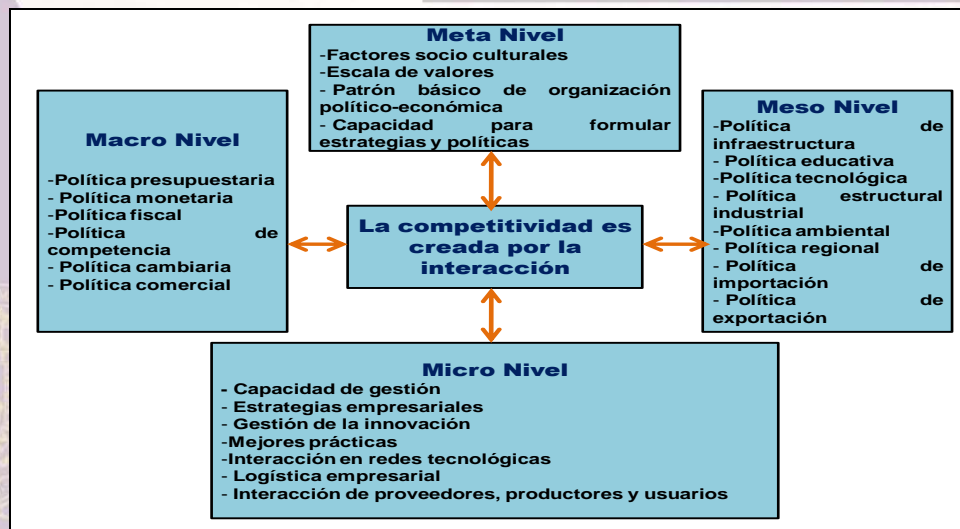 Meta Nivel
-Factores socio culturales
-Escala de valores
- Patrón básico de organización
político-económica
- Capacidad para formular
estrategias y políticas
Macro Nivel
-Política presupuestaria
- Política monetaria
-Política fiscal
-Política de
competencia
- Política cambiaria
- Política comercial
La competitividad es
creada por la
interacción
Meso Nivel
-Política de
infraestructura
- Política educativa
-Política tecnológica
- Política estructural
industrial
-Política ambiental
- Política regional
- Política de
importación
- Política de
exportación
Micro Nivel
- Capacidad de gestión
- Estrategias empresariales
- Gestión de la innovación
-Mejores prácticas
-Interacción en redes tecnológicas
- Logística empresarial
- Interacción de proveedores, productores y usuarios